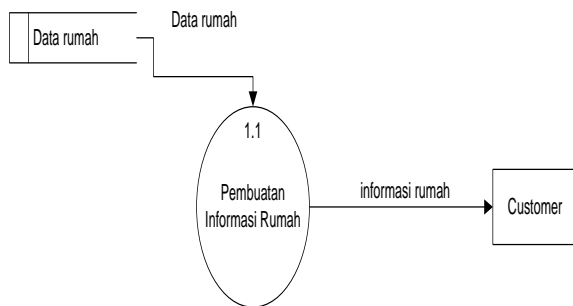 Data rumah
Data rumah
1.1
Pembuatan
Informasi Rumah
informasi rumah
Customer